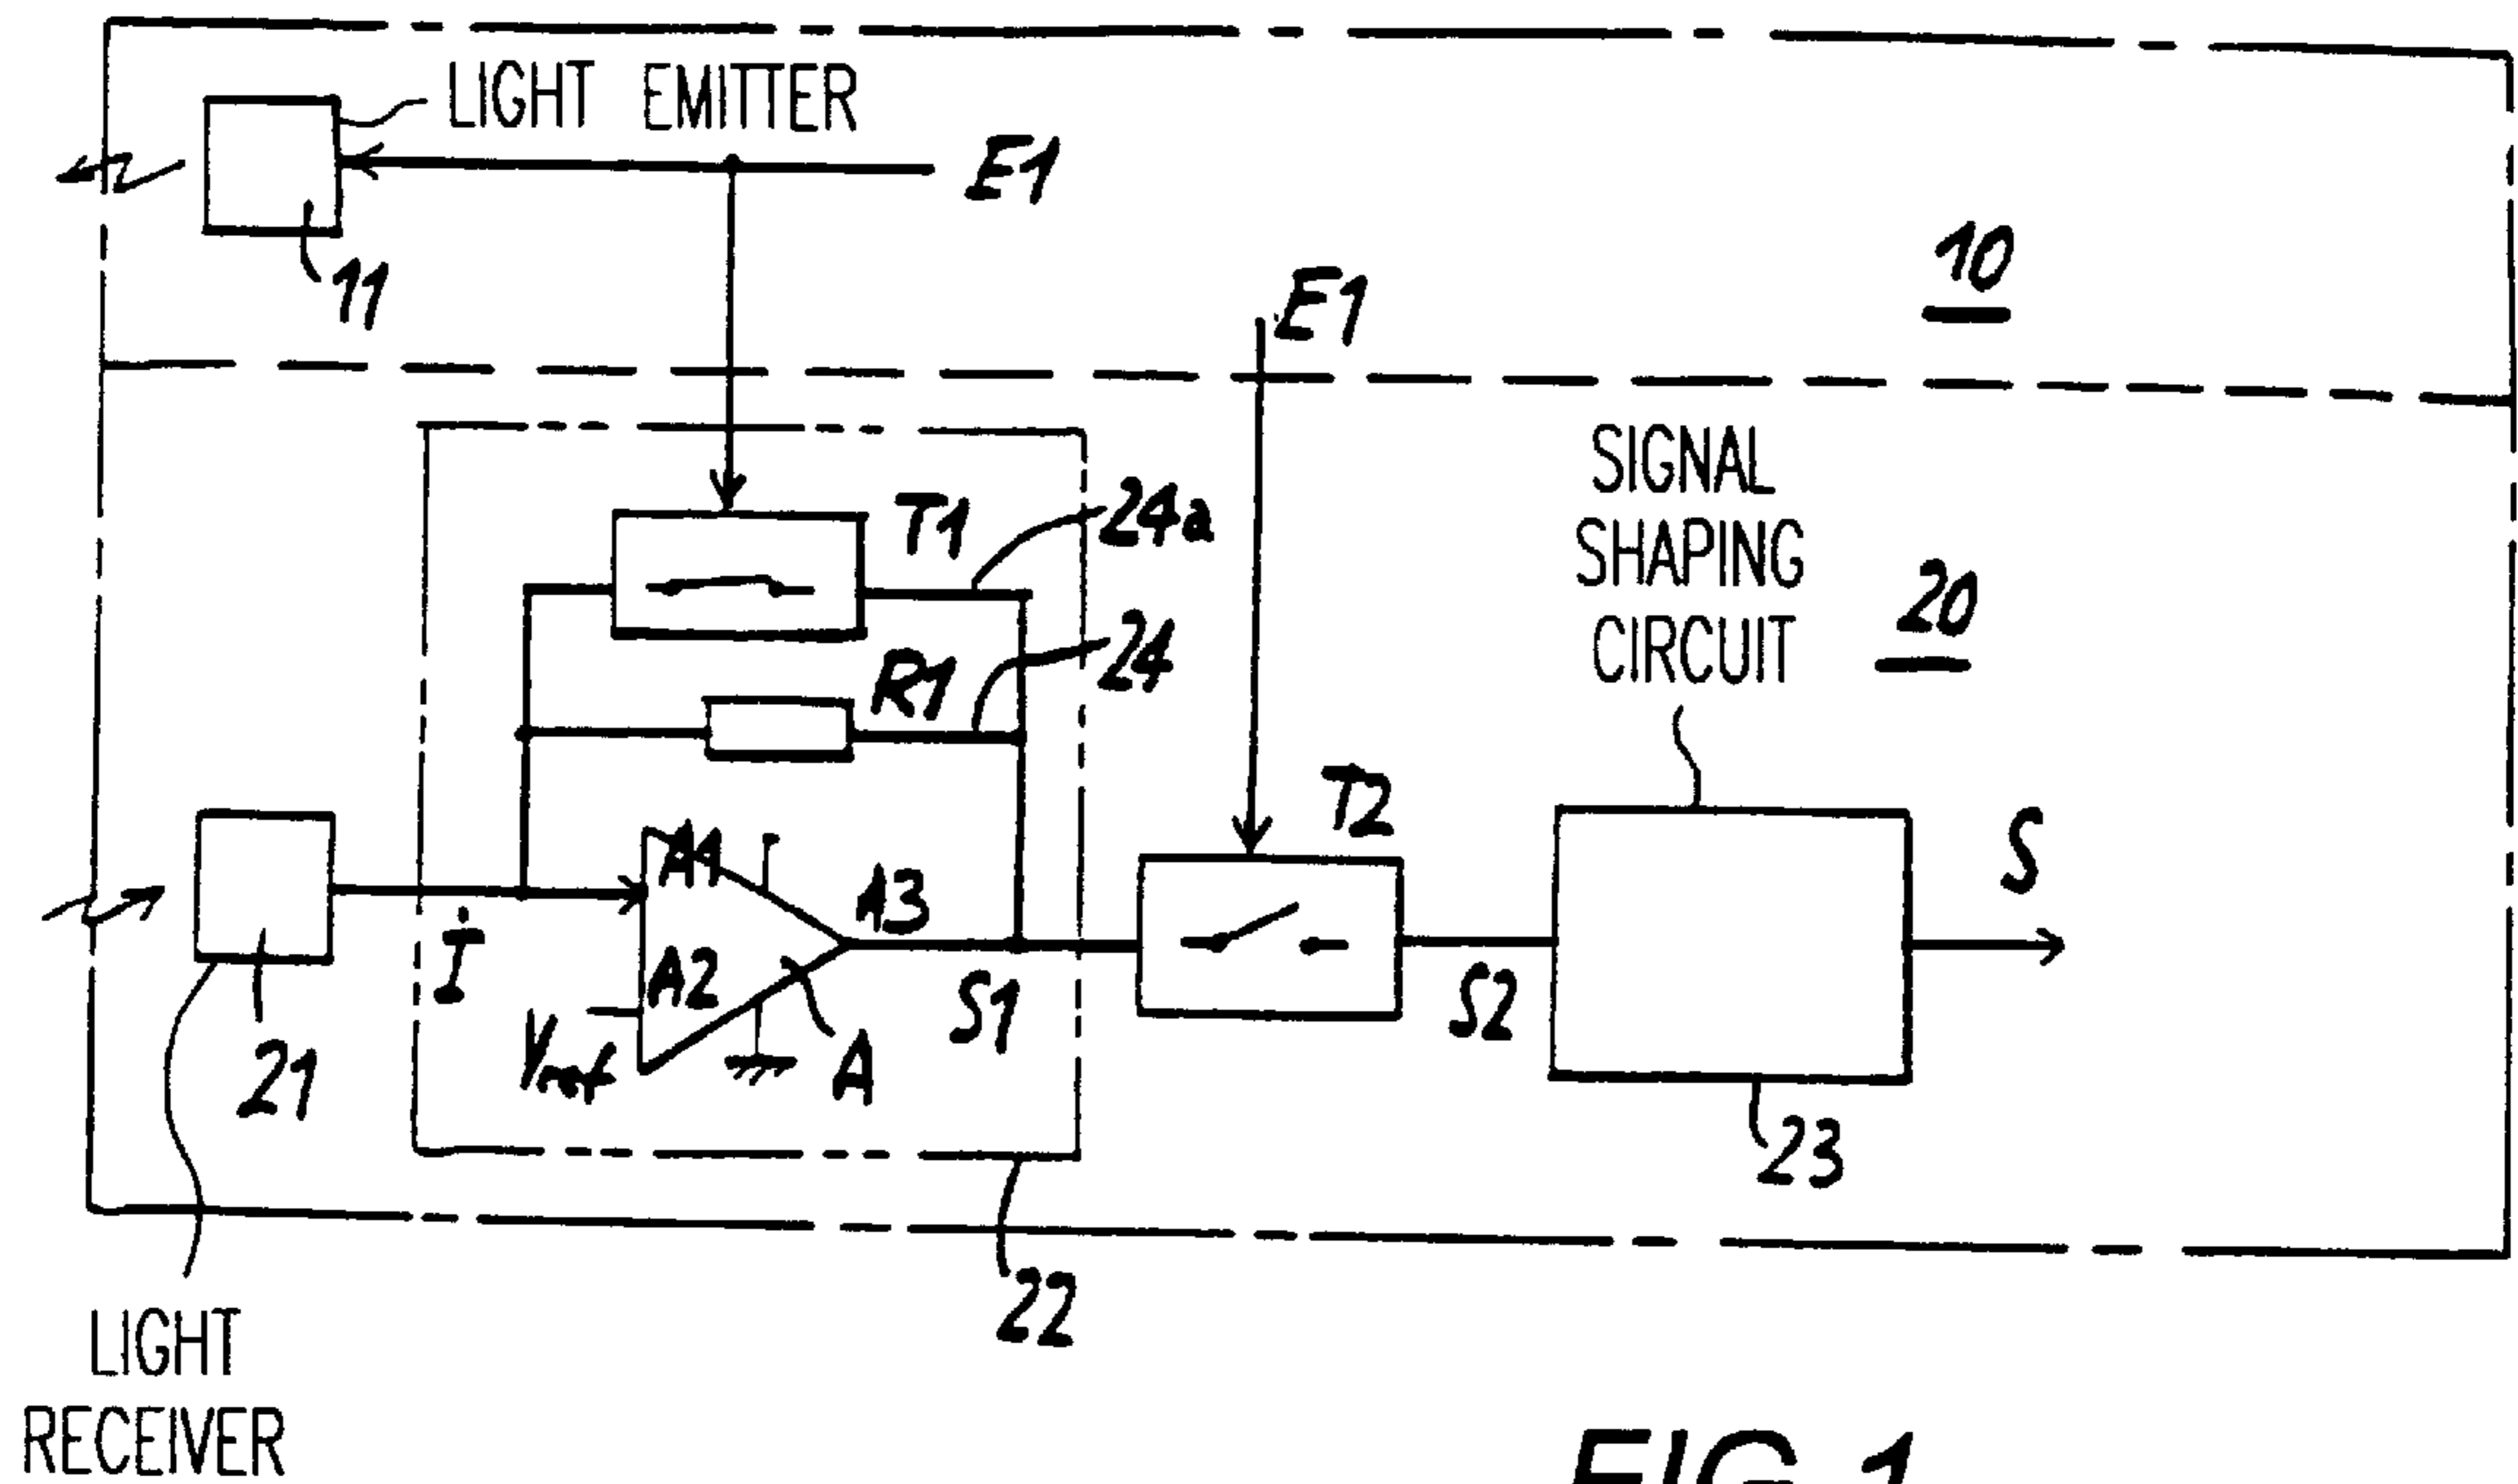 LIGHT EMITTER
E1
11
10
E1
SIGNAL
SHAPING
CIRCUIT
20
T1
24a
R1
24
T2
A1
A3
S
I
A2
S1
S2
Vref
A
21
23
22
LIGHT
RECEIVER
FIG. 1